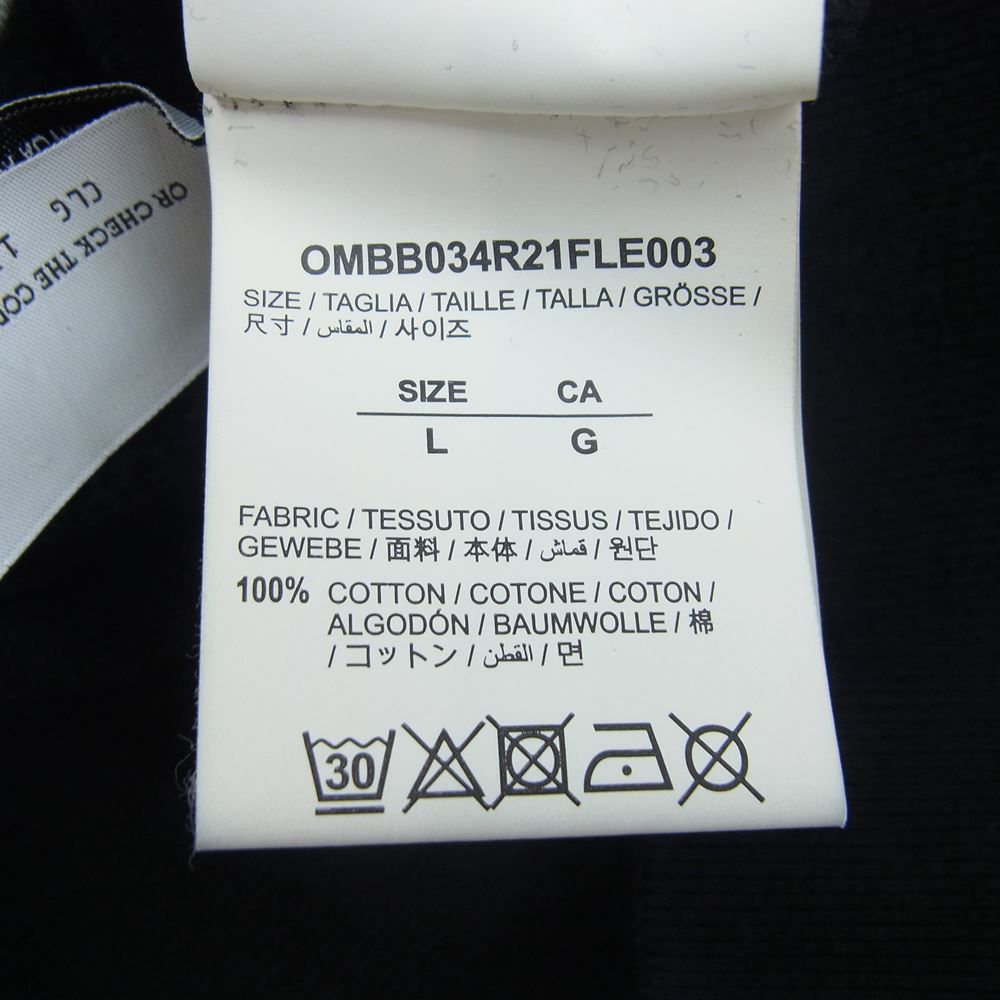 OMBB034R21FLE003
SIZE / TAGLIA / TAILLE / TALLA / GRÖSSE /
尺寸 / المقاس / 사이즈
SIZE CA
L G
FABRIC / TESSUTO / TISSUS / TEJIDO /
GEWEBE / 面料 / 本体 / قماش / 원단
100% COTTON / COTONE / COTON /
ALGODÓN / BAUMWOLLE / 棉
/ コットン / القطن / 면
30
CLG
OR CHECK THE